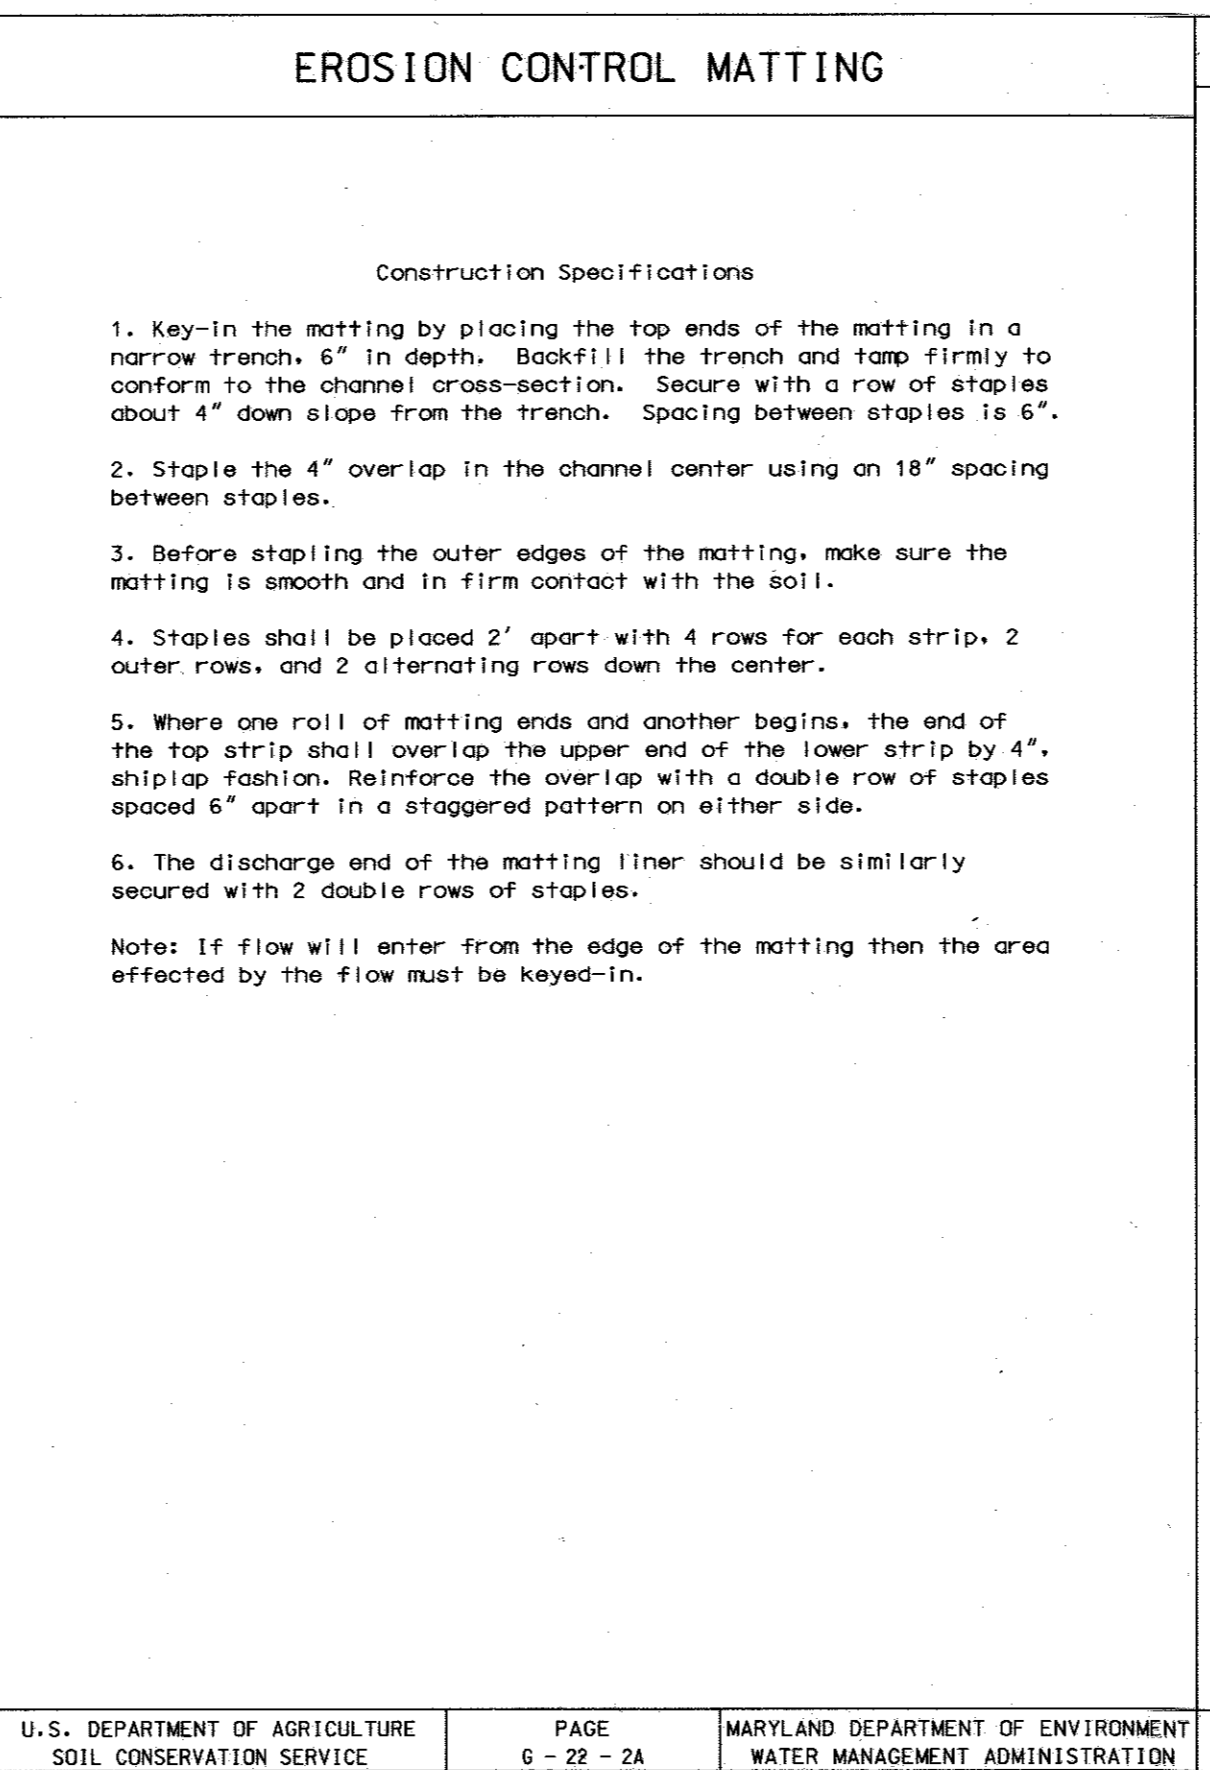 EROSION CONTROL MATTING
Construction Specifications
1. Key-in the matting by placing the top ends of the matting in a
narrow trench, 6" in depth. Backfill the trench and tamp firmly to
conform to the channel cross-section. Secure with a row of staples
about 4" down slope from the trench. Spacing between staples is 6".
2. Staple the 4" overlap in the channel center using an 18" spacing
between staples.
3. Before stapling the outer edges of the matting, make sure the
matting is smooth and in firm contact with the soil.
4. Staples shall be placed 2' apart with 4 rows for each strip, 2
outer rows, and 2 alternating rows down the center.
5. Where one roll of matting ends and another begins, the end of
the top strip shall overlap the upper end of the lower strip by 4",
shiplap fashion. Reinforce the overlap with a double row of staples
spaced 6" apart in a staggered pattern on either side.
6. The discharge end of the matting liner should be similarly
secured with 2 double rows of staples.
Note: If flow will enter from the edge of the matting then the area
effected by the flow must be keyed-in.
U.S. DEPARTMENT OF AGRICULTURE
SOIL CONSERVATION SERVICE
PAGE
G - 22 - 2A
MARYLAND DEPARTMENT OF ENVIRONMENT
WATER MANAGEMENT ADMINISTRATION